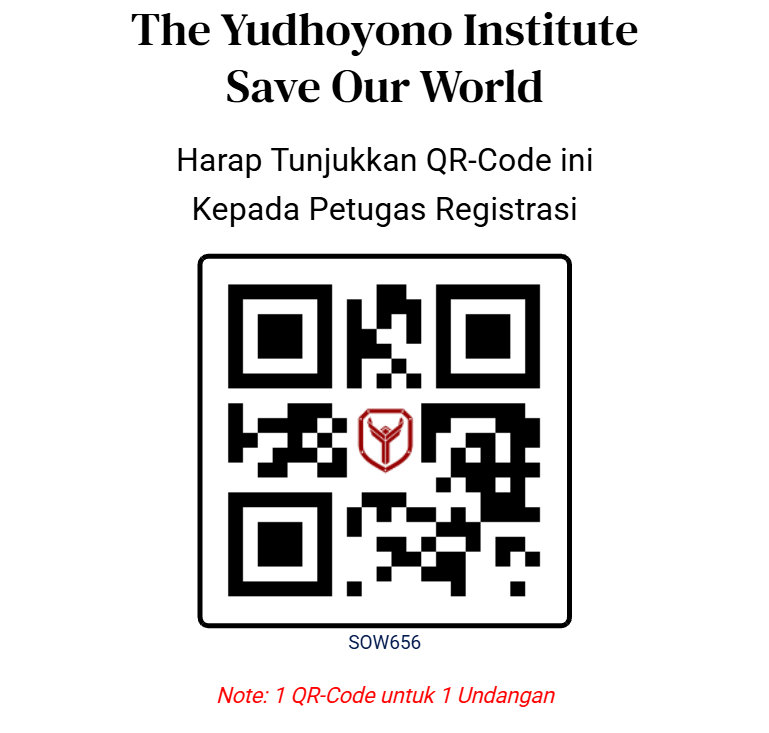 The Yudhoyono Institute
Save Our World
Harap Tunjukkan QR-Code ini
Kepada Petugas Registrasi
SOW656
Note: 1 QR-Code untuk 1 Undangan